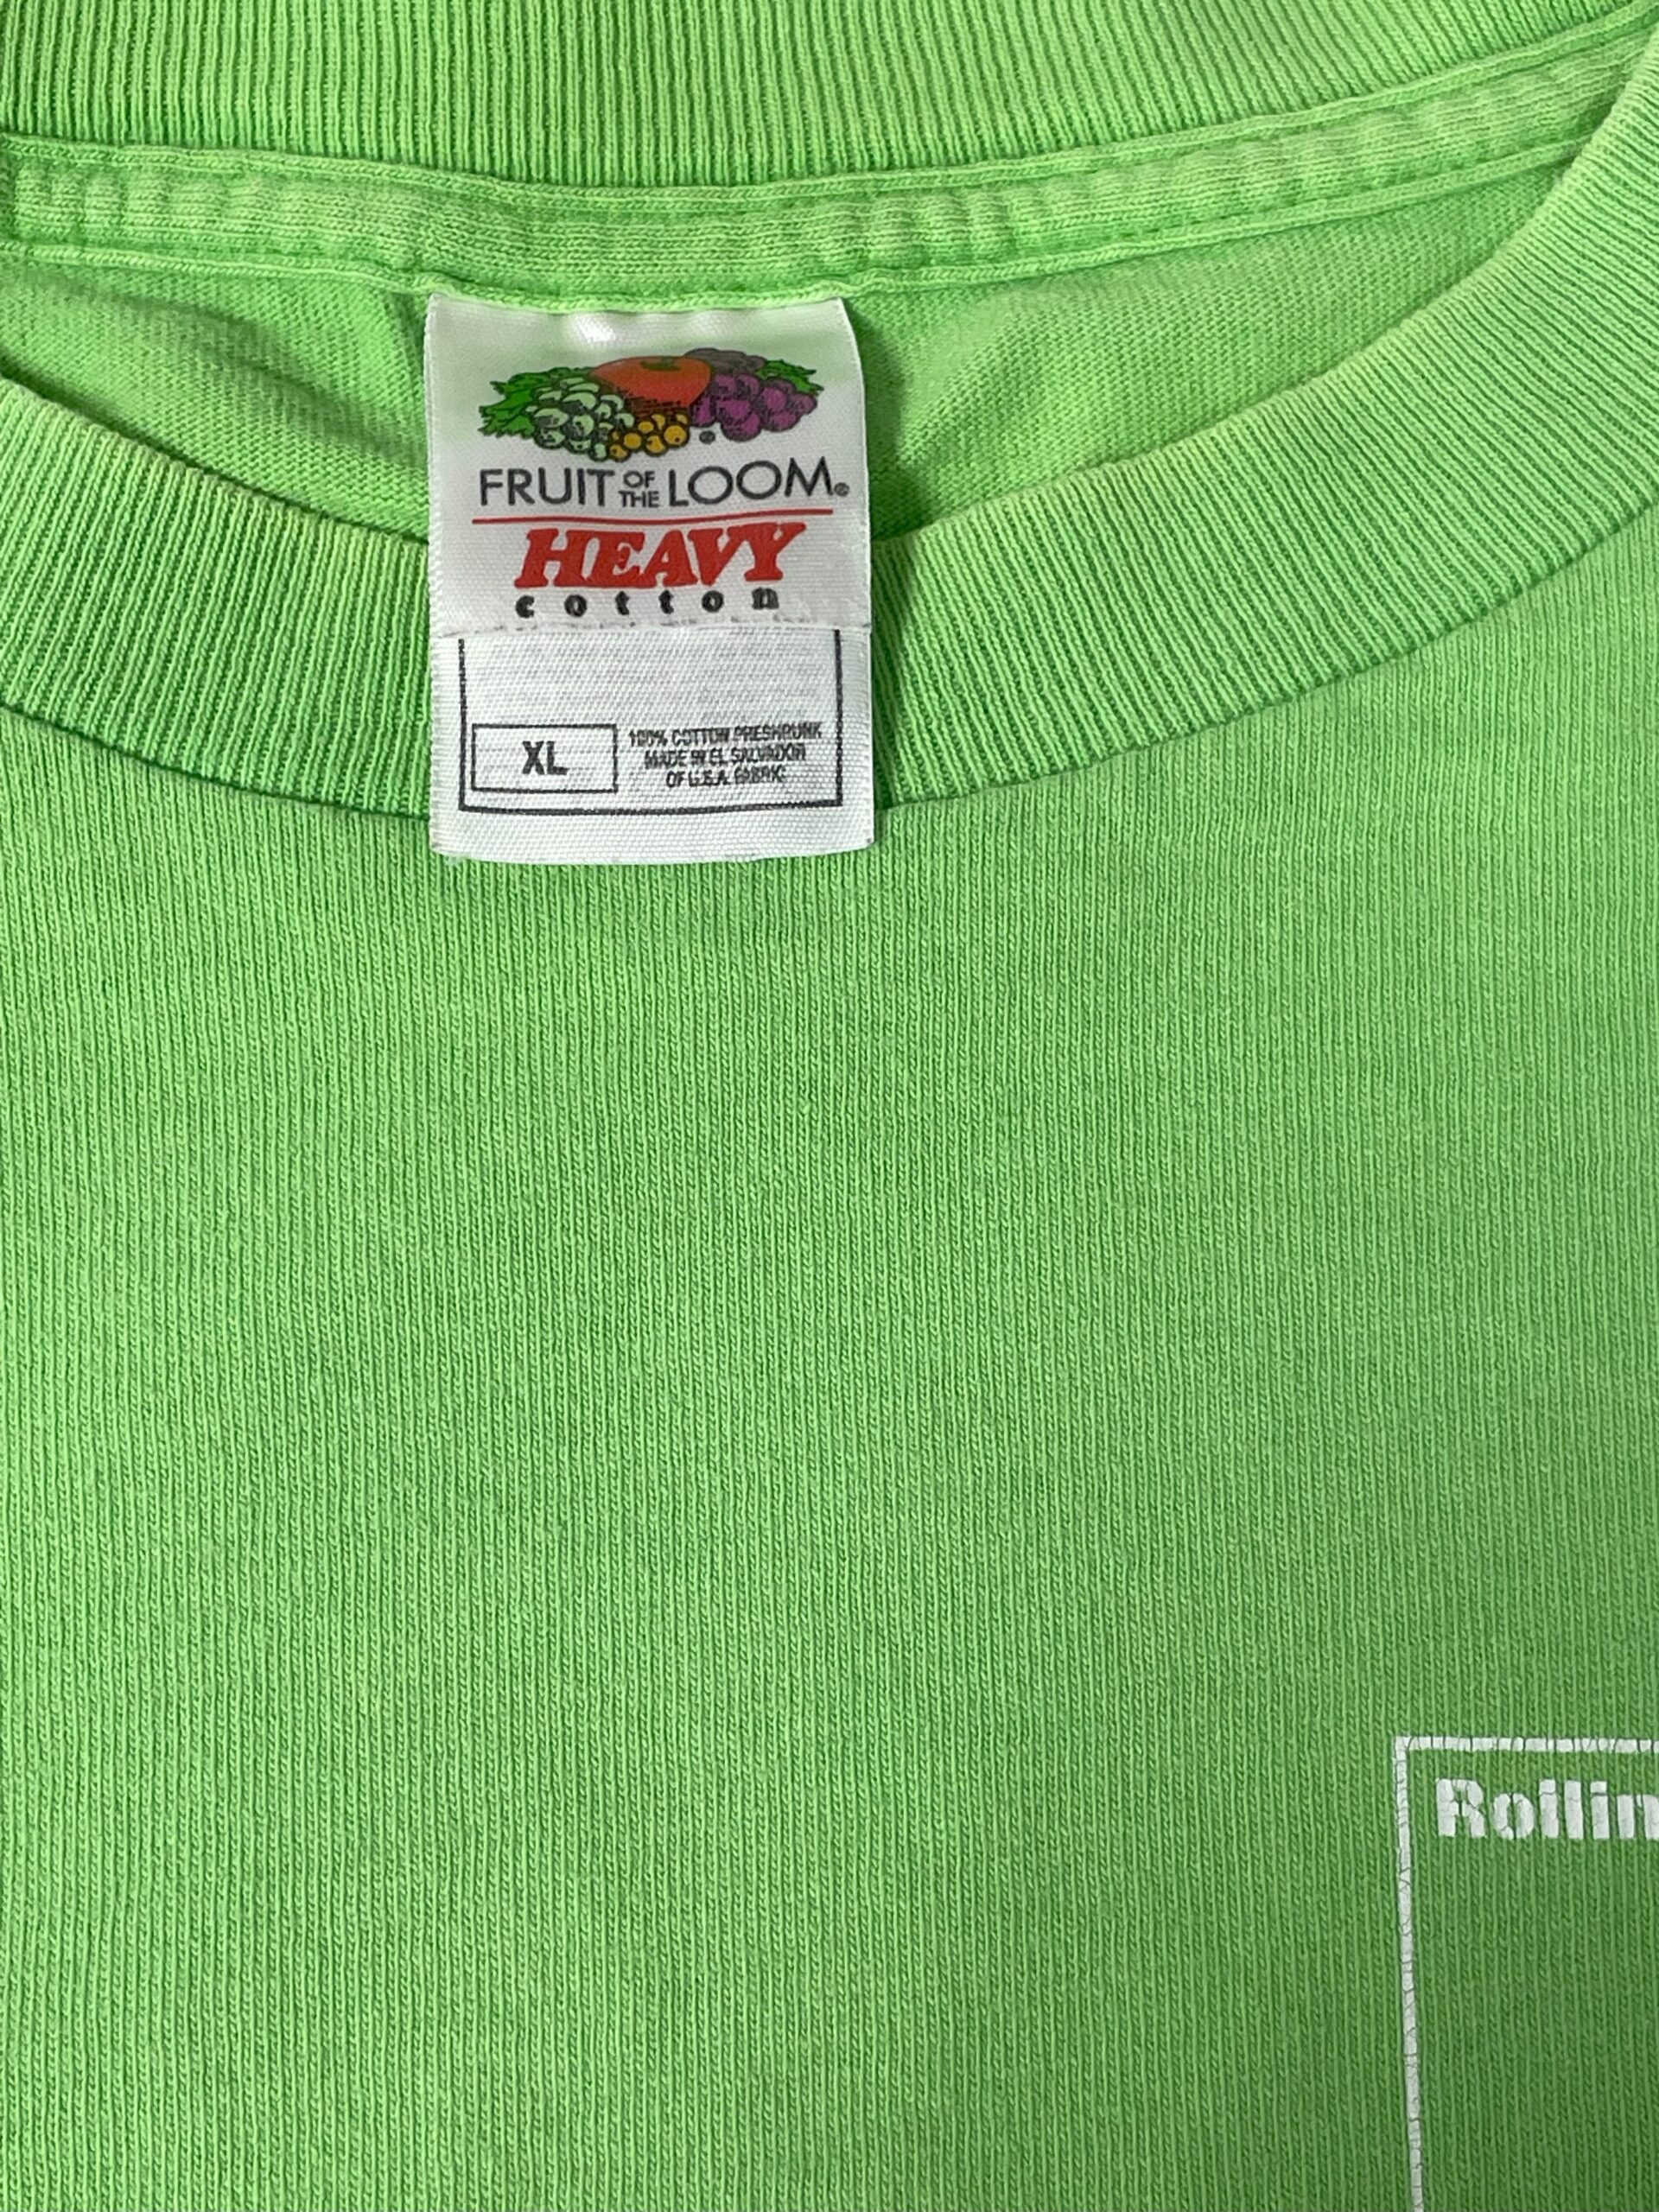 FRUIT OF THE LOOM®
HEAVY
cotton
XL
100% COTTON PRESHRUNK
MADE IN EL SALVADOR
OF U.S.A. FABRIC
Rollin